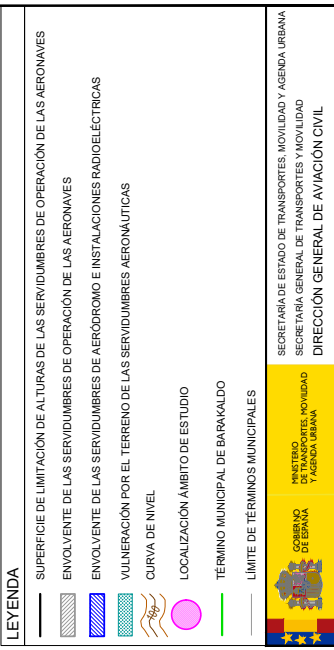 LEYENDA
SUPERFICIE DE LIMITACIÓN DE ALTURAS DE LAS SERVIDUMBRES DE OPERACIÓN DE LAS AERONAVES
ENVOLVENTE DE LAS SERVIDUMBRES DE OPERACIÓN DE LAS AERONAVES
ENVOLVENTE DE LAS SERVIDUMBRES DE AERÓDROMO E INSTALACIONES RADIOELÉCTRICAS
VULNERACIÓN POR EL TERRENO DE LAS SERVIDUMBRES AERONÁUTICAS
100
CURVA DE NIVEL
LOCALIZACIÓN ÁMBITO DE ESTUDIO
TÉRMINO MUNICIPAL DE BARAKALDO
LÍMITE DE TÉRMINOS MUNICIPALES
GOBIERNO
DE ESPAÑA
MINISTERIO
DE TRANSPORTES, MOVILIDAD
Y AGENDA URBANA
SECRETARÍA DE ESTADO DE TRANSPORTES, MOVILIDAD Y AGENDA URBANA
SECRETARÍA GENERAL DE TRANSPORTES Y MOVILIDAD
DIRECCIÓN GENERAL DE AVIACIÓN CIVIL